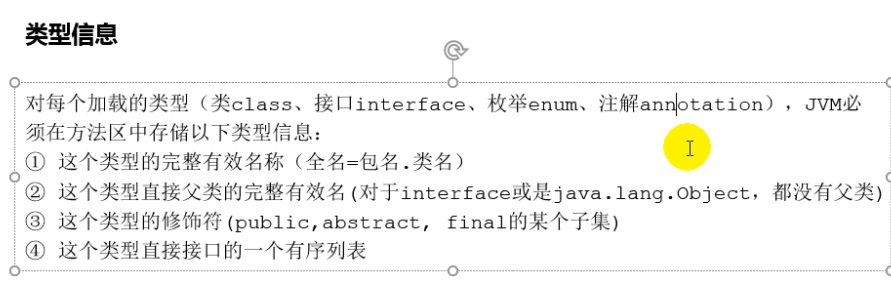 类型信息
对每个加载的类型（类class、接口interface、枚举enum、注解annotation），JVM必
须在方法区中存储以下类型信息：
① 这个类型的完整有效名称（全名=包名.类名）
② 这个类型直接父类的完整有效名(对于interface或是java.lang.Object，都没有父类)
③ 这个类型的修饰符(public,abstract, final的某个子集)
④ 这个类型直接接口的一个有序列表